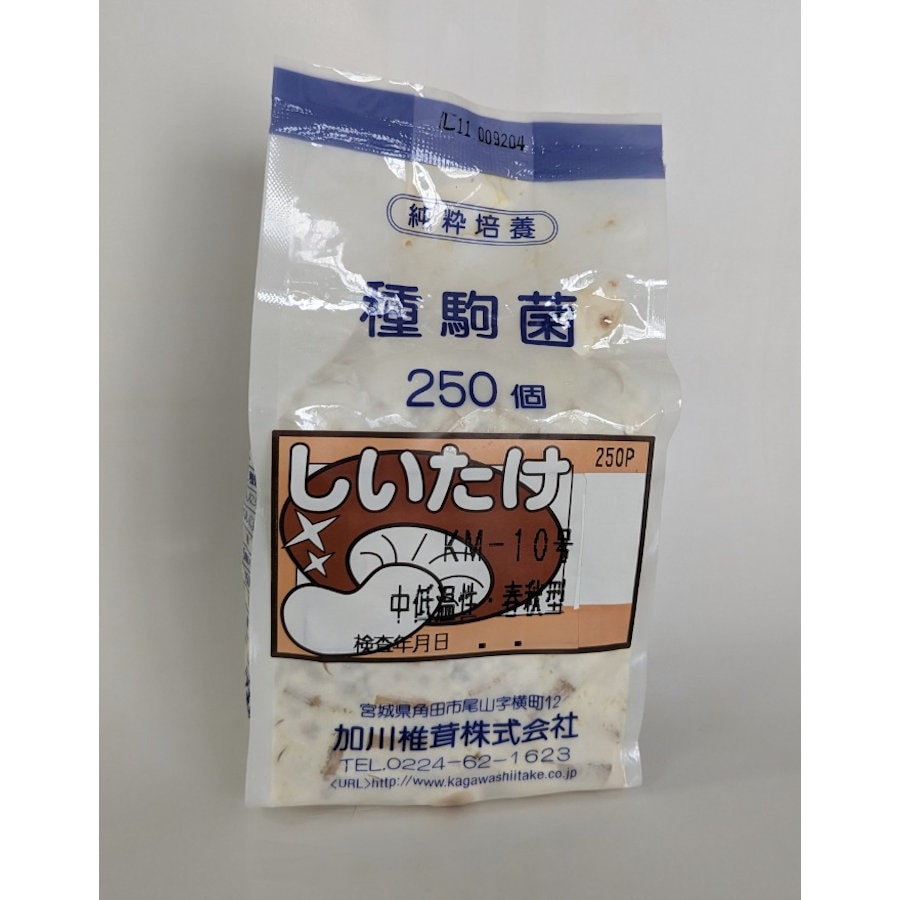 L11 009204
純粋培養
種駒菌
250個
しいたけ
250P
KM-10号
中低温性・春秋型
検査年月日 . .
宮城県角田市尾山字横町12
加川椎茸株式会社
TEL.0224-62-1623
<URL>http://www.kagawashiitake.co.jp